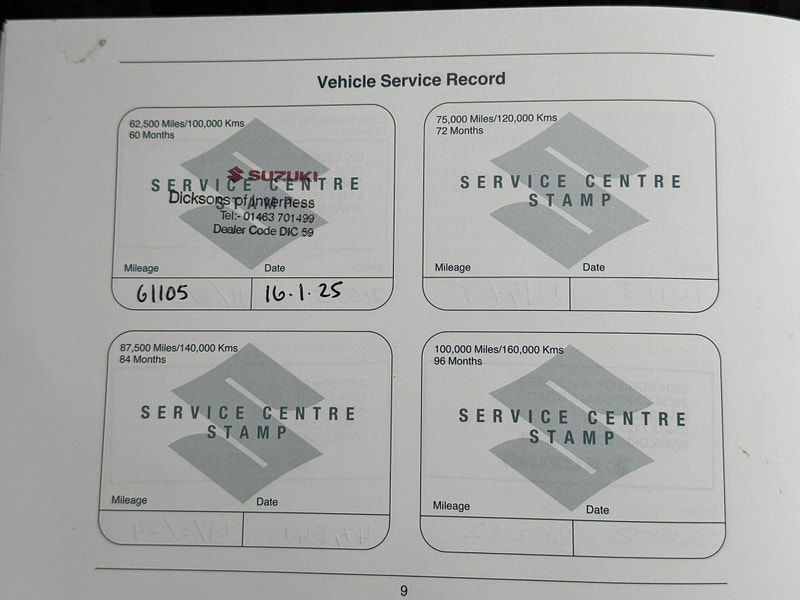 Vehicle Service Record
62,500 Miles/100,000 Kms
60 Months
SERVICE CENTRE
STAMP
SUZUKI
Dicksons of Inverness
Tel:- 01463 701499
Dealer Code DIC 59
Mileage Date
61105 16.1.25
75,000 Miles/120,000 Kms
72 Months
SERVICE CENTRE
STAMP
Mileage Date
87,500 Miles/140,000 Kms
84 Months
SERVICE CENTRE
STAMP
Mileage Date
100,000 Miles/160,000 Kms
96 Months
SERVICE CENTRE
STAMP
Mileage Date
9